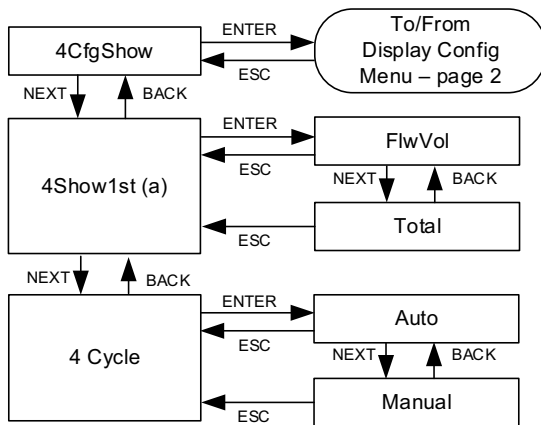 4CfgShow
ENTER
ESC
To/From
Display Config
Menu – page 2
NEXT
BACK
4Show1st (a)
ENTER
ESC
FlwVol
NEXT
BACK
ESC
Total
NEXT
BACK
4 Cycle
ENTER
ESC
Auto
NEXT
BACK
ESC
Manual